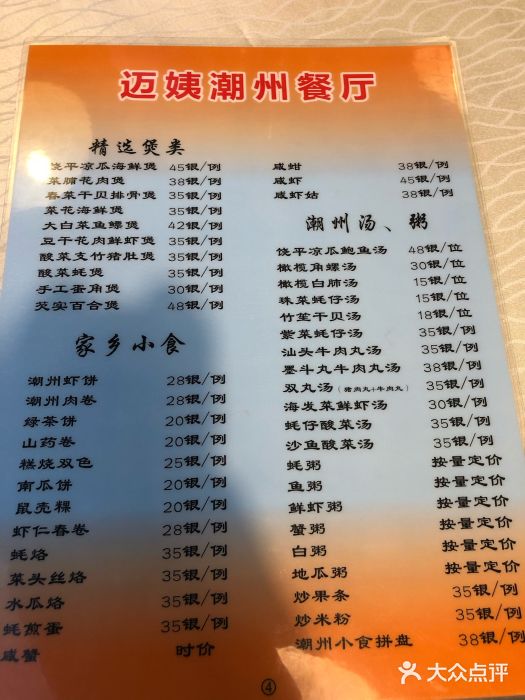 迈姨潮州餐厅
精选煲类
饶平凉瓜海鲜煲 45银/例
菜脯花肉煲 38银/例
春菜干贝排骨煲 35银/例
菜花海鲜煲 35银/例
大白菜鱼鳔煲 42银/例
豆干花肉鲜虾煲 35银/例
酸菜支竹猪肚煲 35银/例
酸菜蚝煲 35银/例
手工蛋角煲 30银/例
芡实百合煲 48银/例
家乡小食
潮州虾饼 28银/例
潮州肉卷 28银/例
绿茶饼 20银/例
山药卷 20银/例
糕烧双色 25银/例
南瓜饼 20银/例
鼠壳粿 20银/例
虾仁春卷 28银/例
蚝烙 35银/例
菜头丝烙 35银/例
水瓜烙 35银/例
蚝煎蛋 35银/例
咸蟹 时价
咸蚶 38银/例
咸虾 45银/例
咸虾姑 38银/例
潮州汤、粥
饶平凉瓜鲍鱼汤 48银/位
橄榄角螺汤 30银/位
橄榄白肺汤 15银/位
珠菜蚝仔汤 15银/位
竹笙干贝汤 18银/位
紫菜蚝仔汤 35银/例
汕头牛肉丸汤 35银/例
墨斗丸牛肉丸汤 38银/例
双丸汤（猪肉丸+牛肉丸） 35银/例
海发菜鲜虾汤 30银/例
蚝仔酸菜汤 35银/例
沙鱼酸菜汤 35银/例
蚝粥 按量定价
鱼粥 按量定价
鲜虾粥 按量定价
蟹粥 按量定价
白粥 按量定价
地瓜粥 按量定价
炒果条 35银/例
炒米粉 35银/例
潮州小食拼盘 38银/例
4
大众点评